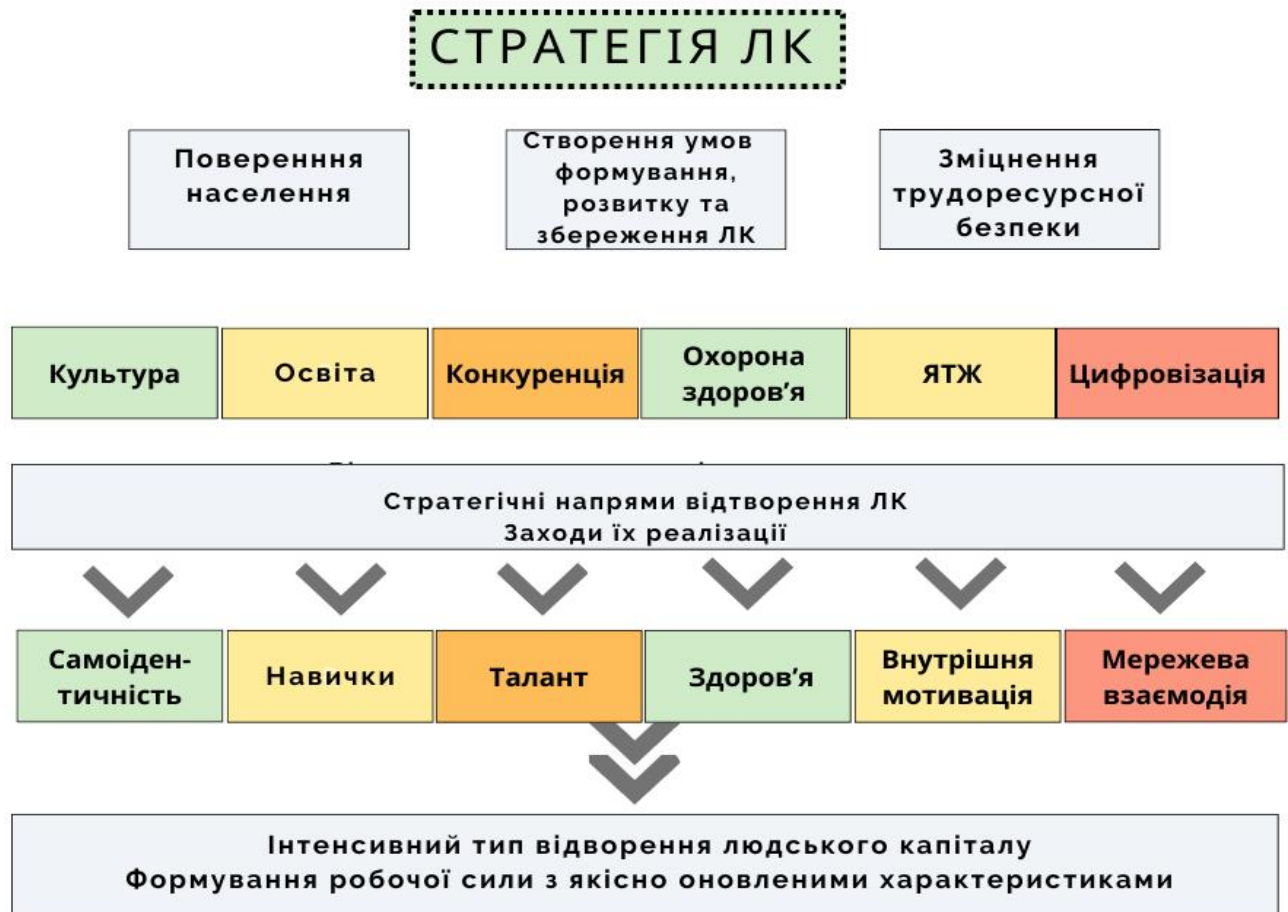 СТРАТЕГІЯ ЛК
Поверенння
населення
Створення умов
формування,
розвитку та
збереження ЛК
Зміцнення
трудоресурсної
безпеки
Культура
Освіта
Конкуренція
Охорона
здоров'я
ЯТЖ
Цифровізація
Стратегічні напрями відтворення ЛК
Заходи їх реалізації
Самоіден-
тичність
Навички
Талант
Здоров'я
Внутрішня
мотивація
Мережева
взаємодія
Інтенсивний тип відворення людського капіталу
Формування робочої сили з якісно оновленими характеристиками